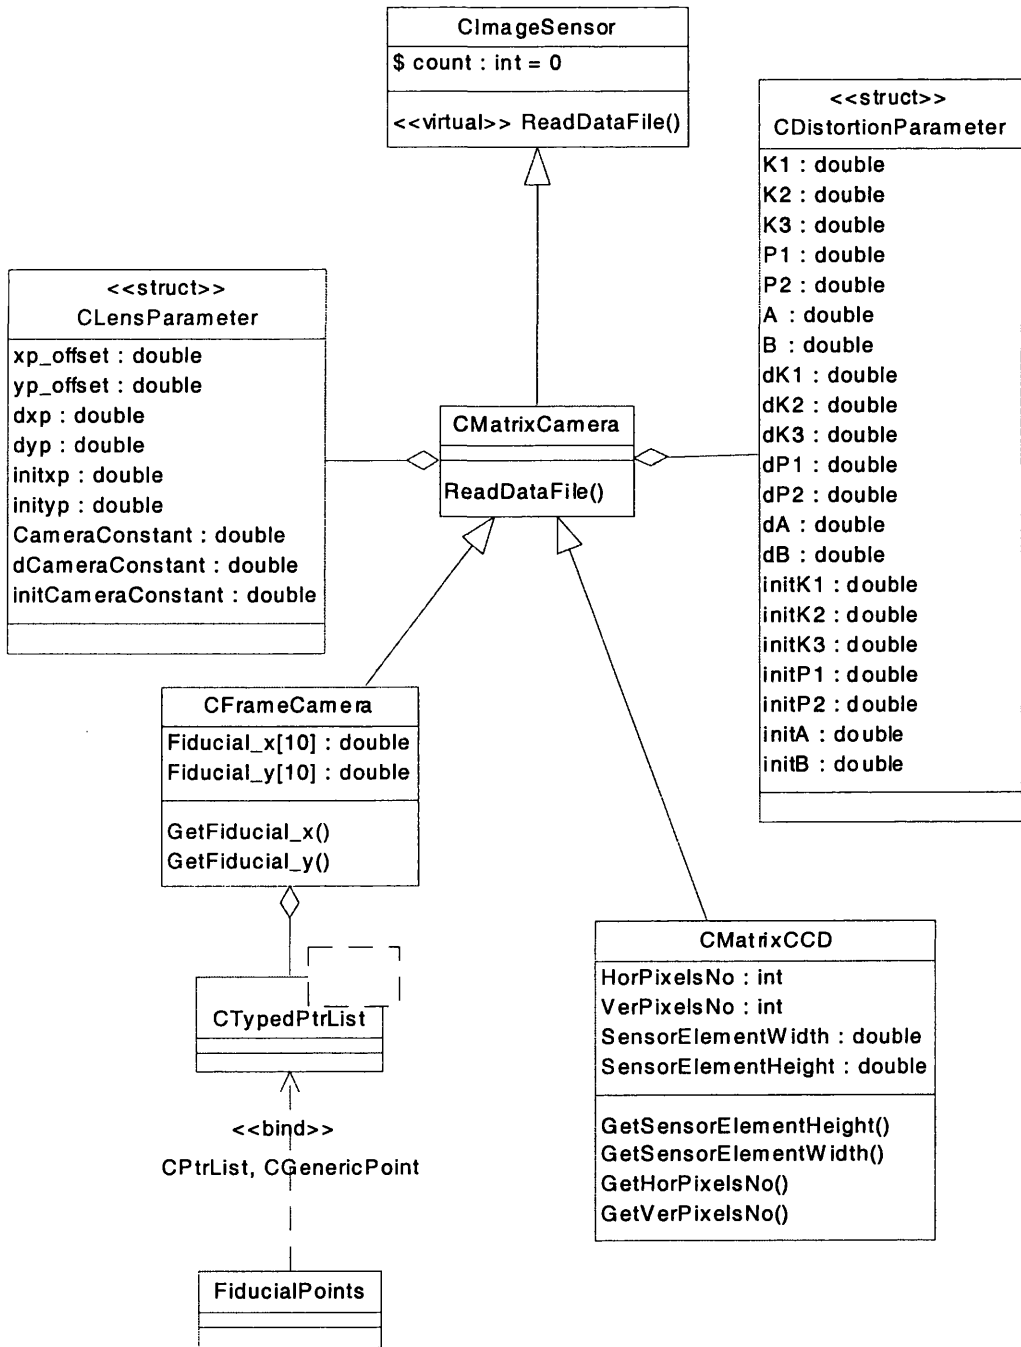 CImageSensor
$ count : int = 0
<<virtual>> ReadDataFile()
<<struct>>
CDistortionParameter
K1 : double
K2 : double
K3 : double
P1 : double
P2 : double
A : double
B : double
dK1 : double
dK2 : double
dK3 : double
dP1 : double
dP2 : double
dA : double
dB : double
initK1 : double
initK2 : double
initK3 : double
initP1 : double
initP2 : double
initA : double
initB : double
<<struct>>
CLensParameter
xp_offset : double
yp_offset : double
dxp : double
dyp : double
initxp : double
inityp : double
CameraConstant : double
dCameraConstant : double
initCameraConstant : double
CMatrixCamera
ReadDataFile()
CFrameCamera
Fiducial_x[10] : double
Fiducial_y[10] : double
GetFiducial_x()
GetFiducial_y()
CTypedPtrList
<<bind>>
CPtrList, CGenericPoint
FiducialPoints
CMatrixCCD
HorPixelsNo : int
VerPixelsNo : int
SensorElementWidth : double
SensorElementHeight : double
GetSensorElementHeight()
GetSensorElementWidth()
GetHorPixelsNo()
GetVerPixelsNo()